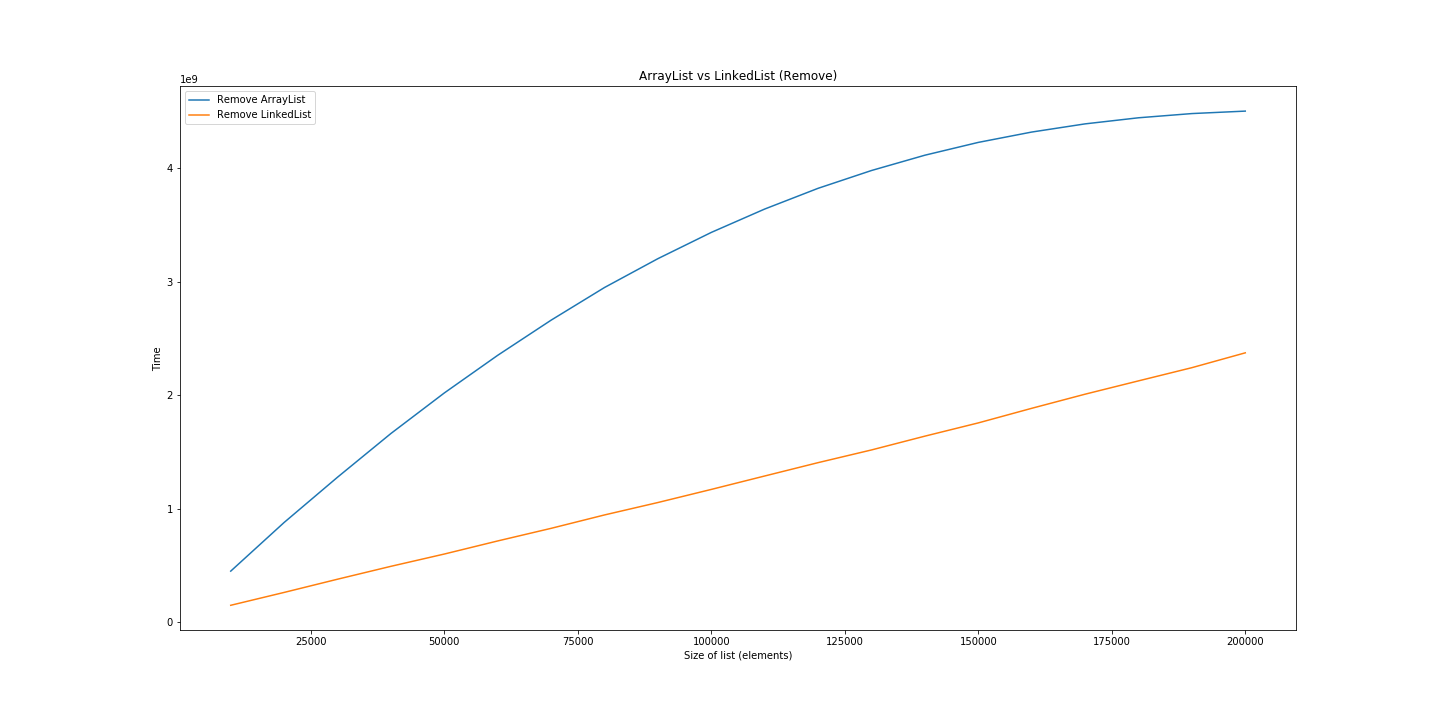 ArrayList vs LinkedList (Remove)
1e9
Remove ArrayList
Remove LinkedList
4
3
2
1
0
Time
25000 50000 75000 100000 125000 150000 175000 200000
Size of list (elements)